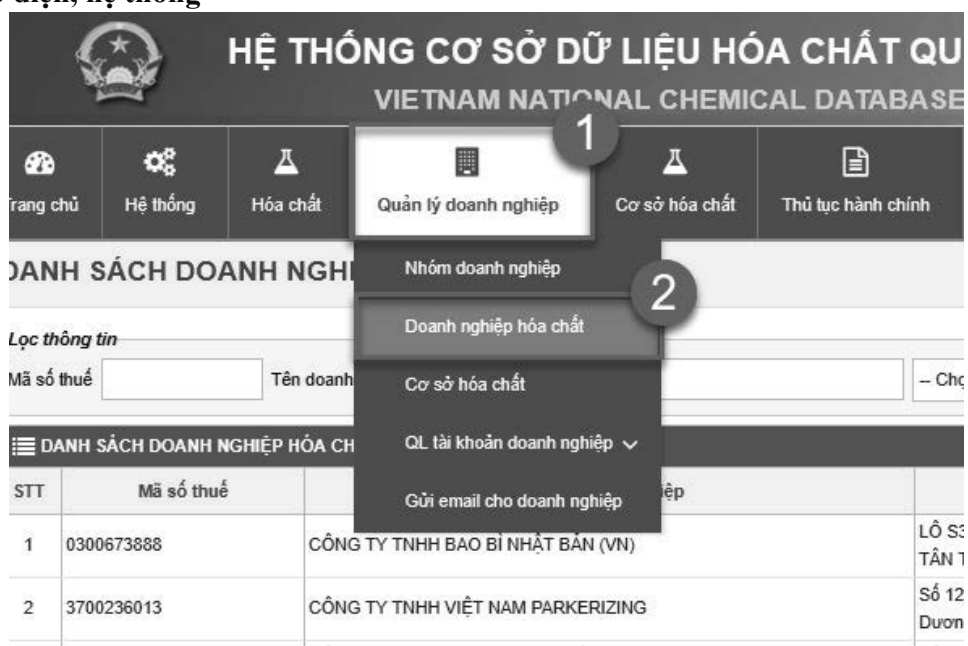 diện, hệ thống
HỆ THỐNG CƠ SỞ DỮ LIỆU HÓA CHẤT QU
VIETNAM NATIONAL CHEMICAL DATABASE
1
Trang chủ
Hệ thống
Hóa chất
Quản lý doanh nghiệp
Cơ sở hóa chất
Thủ tục hành chính
DANH SÁCH DOANH NGHI
Nhóm doanh nghiệp
2
Doanh nghiệp hóa chất
Cơ sở hóa chất
QL tài khoản doanh nghiệp
Gửi email cho doanh nghiệp
Lọc thông tin
Mã số thuế Tên doanh -- Chọ
DANH SÁCH DOANH NGHIỆP HÓA CH
STT Mã số thuế iệp
1 0300673888 CÔNG TY TNHH BAO BÌ NHẬT BẢN (VN) LÔ S3
TÂN T
2 3700236013 CÔNG TY TNHH VIỆT NAM PARKERIZING Số 12
Dươn